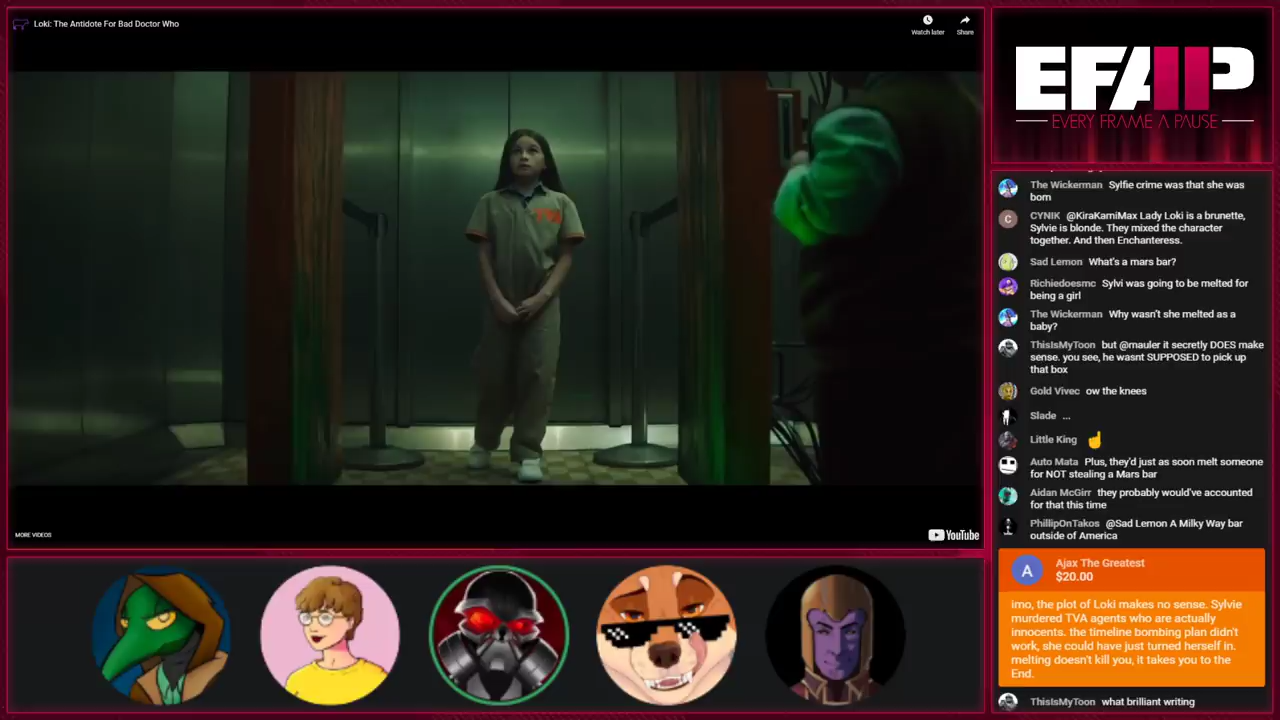 Loki: The Antidote For Bad Doctor Who
Watch later
Share
MORE VIDEOS
YouTube
EFAP
EVERY FRAME A PAUSE
The Wickerman Sylfie crime was that she was
born
CYNIK @KiraKamiMax Lady Loki is a brunette,
Sylvie is blonde. They mixed the character
together. And then Enchanteress.
Sad Lemon What's a mars bar?
Richiedoesmc Sylvi was going to be melted for
being a girl
The Wickerman Why wasn't she melted as a
baby?
ThisIsMyToon but @mauler it secretly DOES make
sense. you see, he wasnt SUPPOSED to pick up
that box
Gold Vivec ow the knees
Slade ...
Little King ☝
Auto Mata Plus, they'd just as soon melt someone
for NOT stealing a Mars bar
Aidan McGirr they probably would've accounted
for that this time
PhillipOnTakos @Sad Lemon A Milky Way bar
outside of America
A
Ajax The Greatest
$20.00
imo, the plot of Loki makes no sense. Sylvie
murdered TVA agents who are actually
innocents. the timeline bombing plan didn't
work, she could have just turned herself in.
melting doesn't kill you, it takes you to the
End.
ThisIsMyToon what brilliant writing